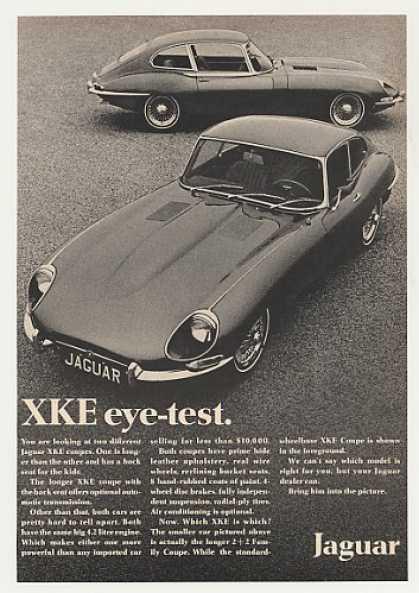 JAGUAR
XKE eye-test.
You are looking at two different
Jaguar XKE coupes. One is long-
er than the other and has a back
seat for the kids.
The longer XKE coupe with
the back seat offers optional auto-
matic transmission.
Other than that, both cars are
pretty hard to tell apart. Both
have the same big 4.2 litre engine.
Which makes either one more
powerful than any imported car
selling for less than $10,000.
Both coupes have prime hide
leather upholstery, real wire
wheels, reclining bucket seats,
8 hand-rubbed coats of paint, 4-
wheel disc brakes, fully indepen-
dent suspension, radial-ply tires.
Air conditioning is optional.
Now. Which XKE is which?
The smaller car pictured above
is actually the longer 2+2 Fam-
ily Coupe. While the standard-
wheelbase XKE Coupe is shown
in the foreground.
We can't say which model is
right for you, but your Jaguar
dealer can.
Bring him into the picture.
Jaguar